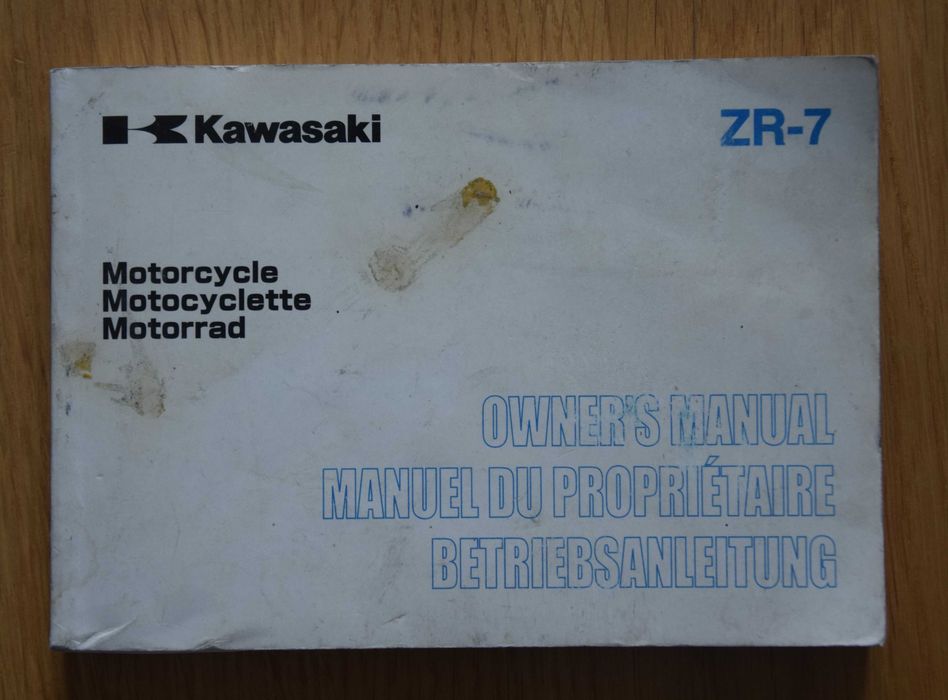 Kawasaki
ZR-7
Motorcycle
Motocyclette
Motorrad
OWNER'S MANUAL
MANUEL DU PROPRIÉTAIRE
BETRIEBSANLEITUNG